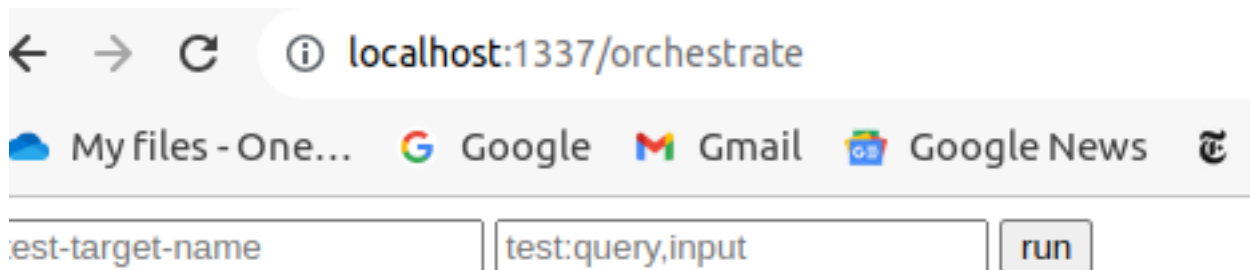 localhost:1337/orchestrate
My files - One... Google Gmail Google News
est-target-name test:query,input run